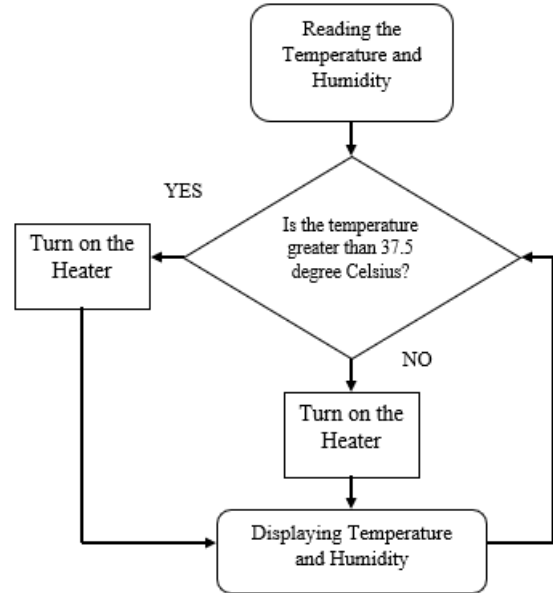 Reading the
Temperature and
Humidity
YES
Is the temperature
greater than 37.5
degree Celsius?
Turn on the
Heater
NO
Turn on the
Heater
Displaying Temperature
and Humidity